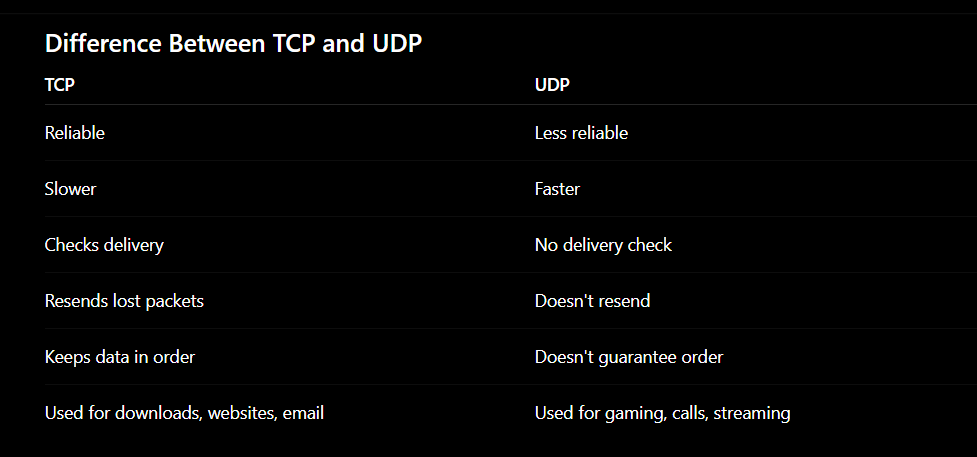 Difference Between TCP and UDP
TCP UDP
Reliable Less reliable
Slower Faster
Checks delivery No delivery check
Resends lost packets Doesn't resend
Keeps data in order Doesn't guarantee order
Used for downloads, websites, email Used for gaming, calls, streaming